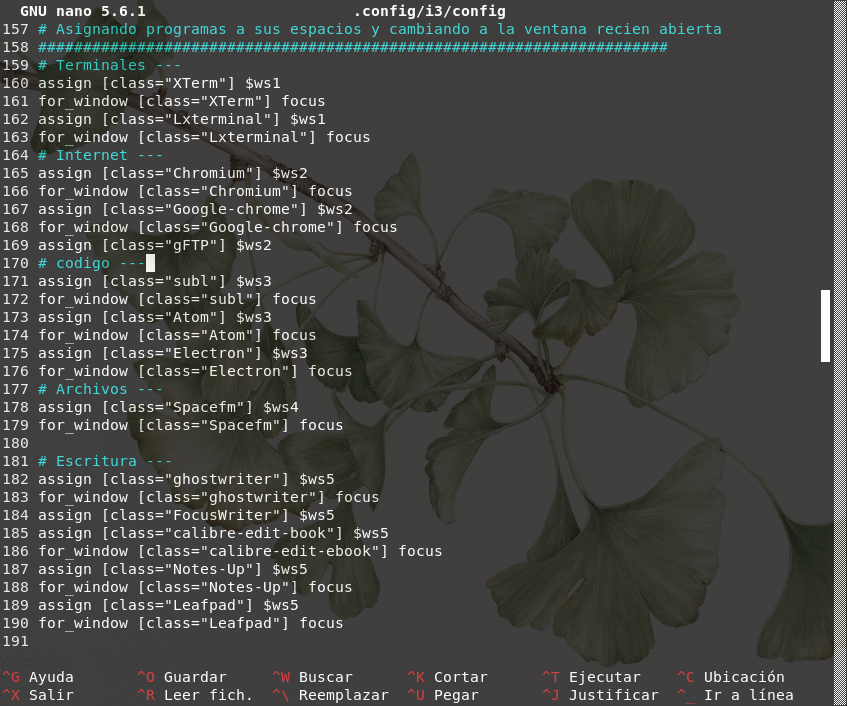 GNU nano 5.6.1 .config/i3/config
157 # Asignando programas a sus espacios y cambiando a la ventana recien abierta
158 ######################################################################
159 # Terminales ---
160 assign [class="XTerm"] $ws1
161 for_window [class="XTerm"] focus
162 assign [class="Lxterminal"] $ws1
163 for_window [class="Lxterminal"] focus
164 # Internet ---
165 assign [class="Chromium"] $ws2
166 for_window [class="Chromium"] focus
167 assign [class="Google-chrome"] $ws2
168 for_window [class="Google-chrome"] focus
169 assign [class="gFTP"] $ws2
170 # codigo ---
171 assign [class="subl"] $ws3
172 for_window [class="subl"] focus
173 assign [class="Atom"] $ws3
174 for_window [class="Atom"] focus
175 assign [class="Electron"] $ws3
176 for_window [class="Electron"] focus
177 # Archivos ---
178 assign [class="Spacefm"] $ws4
179 for_window [class="Spacefm"] focus
180
181 # Escritura ---
182 assign [class="ghostwriter"] $ws5
183 for_window [class="ghostwriter"] focus
184 assign [class="FocusWriter"] $ws5
185 assign [class="calibre-edit-book"] $ws5
186 for_window [class="calibre-edit-ebook"] focus
187 assign [class="Notes-Up"] $ws5
188 for_window [class="Notes-Up"] focus
189 assign [class="Leafpad"] $ws5
190 for_window [class="Leafpad"] focus
191
^G Ayuda ^O Guardar ^W Buscar ^K Cortar ^T Ejecutar ^C Ubicación
^X Salir ^R Leer fich. ^\ Reemplazar ^U Pegar ^J Justificar ^_ Ir a línea